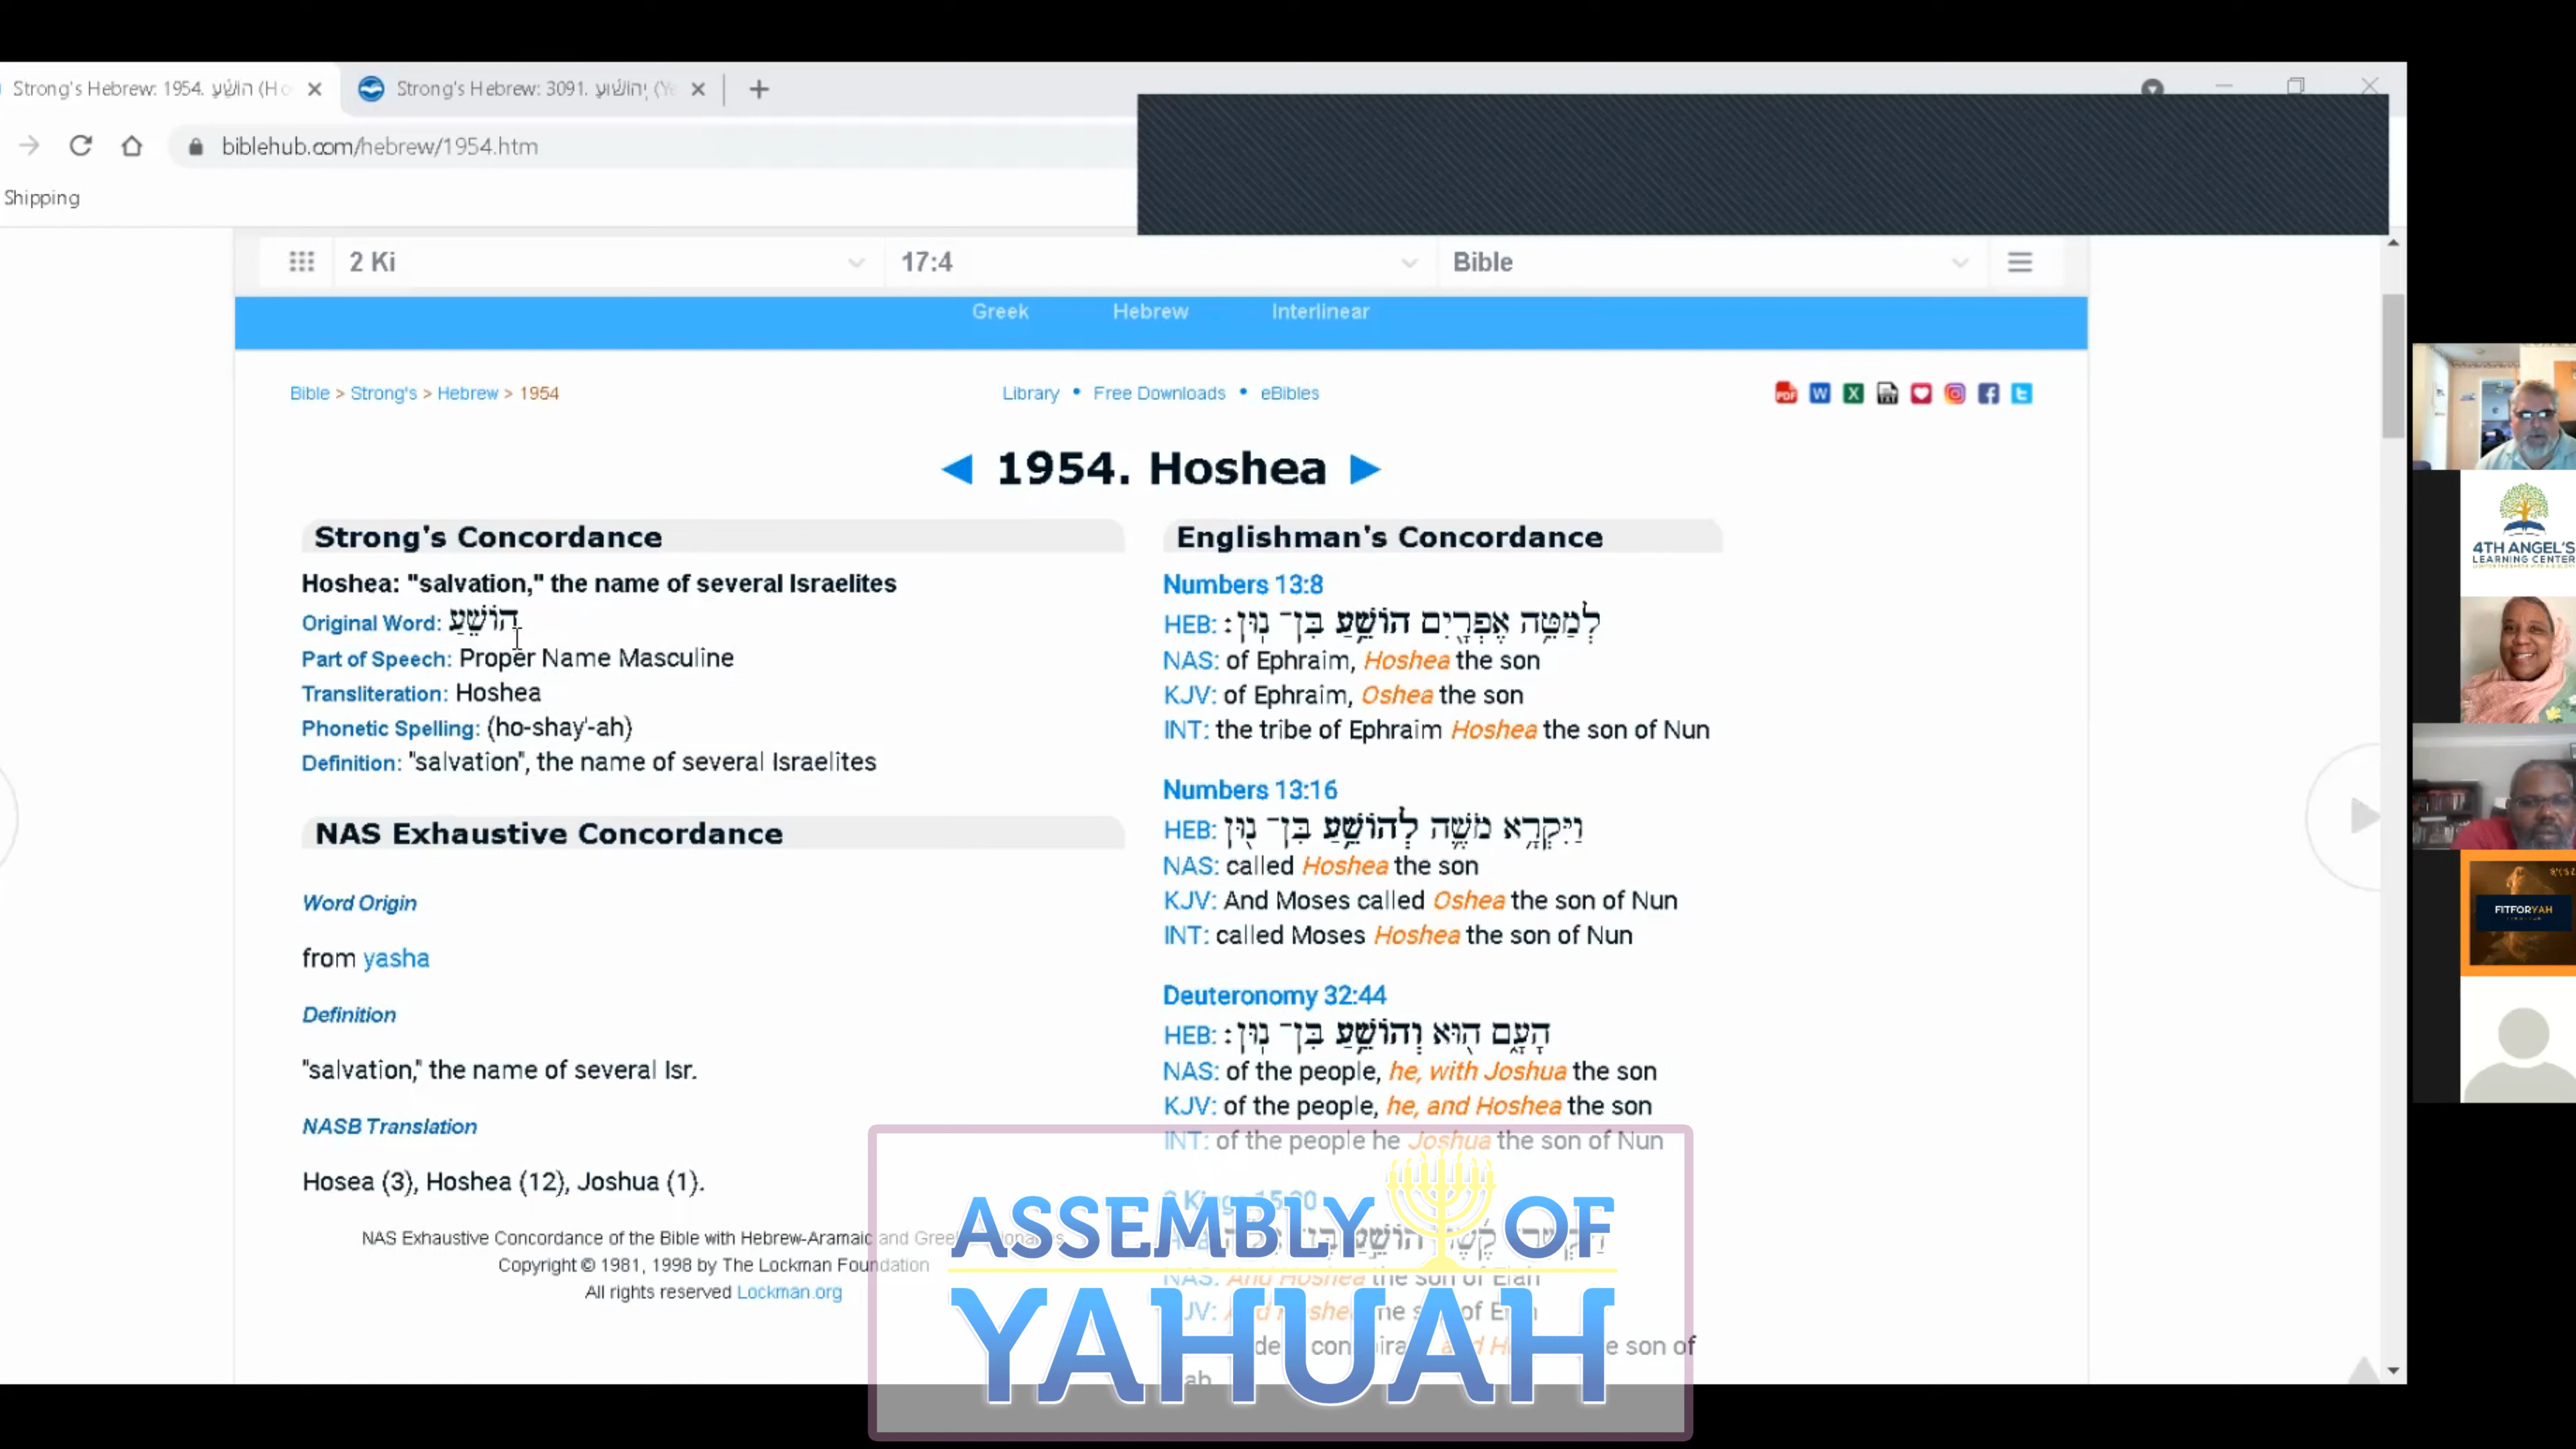 Strong's Hebrew: 1954. הוֹשֵׁעַ (Ho
Strong's Hebrew: 3091. יְהוֹשׁוּעַ (Ye
biblehub.com/hebrew/1954.htm
Shipping
2 Ki 17:4 Bible
Greek Hebrew Interlinear
Bible > Strong's > Hebrew > 1954
Library • Free Downloads • eBibles
◀ 1954. Hoshea ▶
Strong's Concordance
Hoshea: "salvation," the name of several Israelites
Original Word: הוֹשֵׁעַ
Part of Speech: Proper Name Masculine
Transliteration: Hoshea
Phonetic Spelling: (ho-shay'-ah)
Definition: "salvation", the name of several Israelites
NAS Exhaustive Concordance
Word Origin
from yasha
Definition
"salvation," the name of several Isr.
NASB Translation
Hosea (3), Hoshea (12), Joshua (1).
NAS Exhaustive Concordance of the Bible with Hebrew-Aramaic and
Copyright © 1981, 1998 by The Lockman Foundation
All rights reserved Lockman.org
Englishman's Concordance
Numbers 13:8
HEB: לְמַטֵּ֥ה אֶפְרָ֖יִם הוֹשֵׁ֥עַ בִּן־ נֽוּן׃
NAS: of Ephraim, Hoshea the son
KJV: of Ephraim, Oshea the son
INT: the tribe of Ephraim Hoshea the son of Nun
Numbers 13:16
HEB: וַיִּקְרָ֥א מֹשֶׁ֛ה לְהוֹשֵׁ֥עַ בִּן־ נ֖וּן
NAS: called Hoshea the son
KJV: And Moses called Oshea the son of Nun
INT: called Moses Hoshea the son of Nun
Deuteronomy 32:44
HEB: הָעָ֑ם ה֖וּא וְהוֹשֵׁ֥עַ בִּן־ נֽוּן׃
NAS: of the people, he, with Joshua the son
KJV: of the people, he, and Hoshea the son
INT: of the people he Joshua the son of Nun
NAS: And Hoshea the son of Elah
ASSEMBLY OF
YAHUAH
4TH ANGEL'S
LEARNING CENTER
FITFORYAH